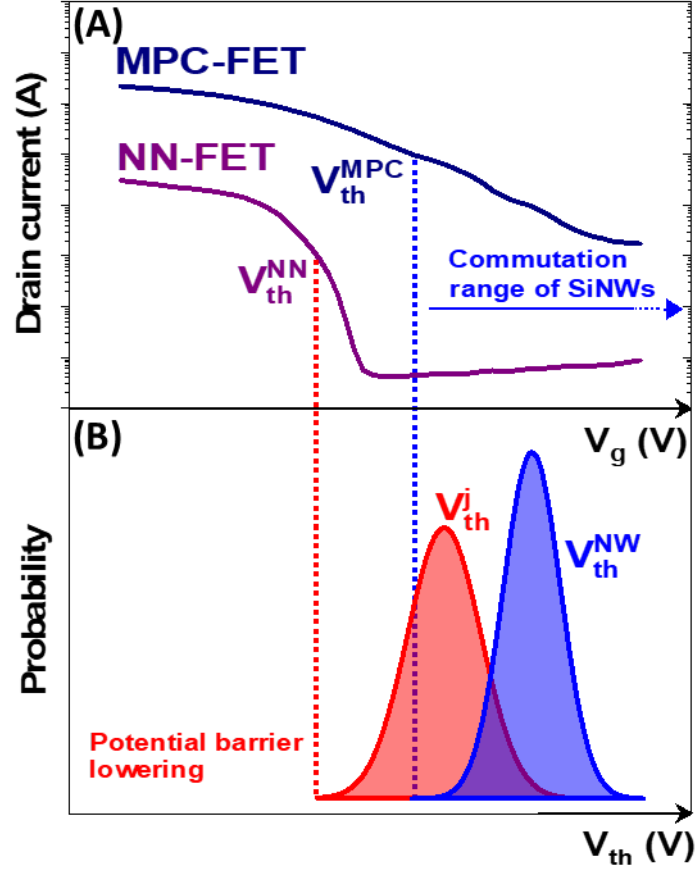 (A)
MPC-FET
Drain current (A)
NN-FET
V_th^MPC
V_th^NN
Commutation
range of SiNWs
V_g (V)
(B)
V_th^j
V_th^NW
Probability
Potential barrier
lowering
V_th (V)